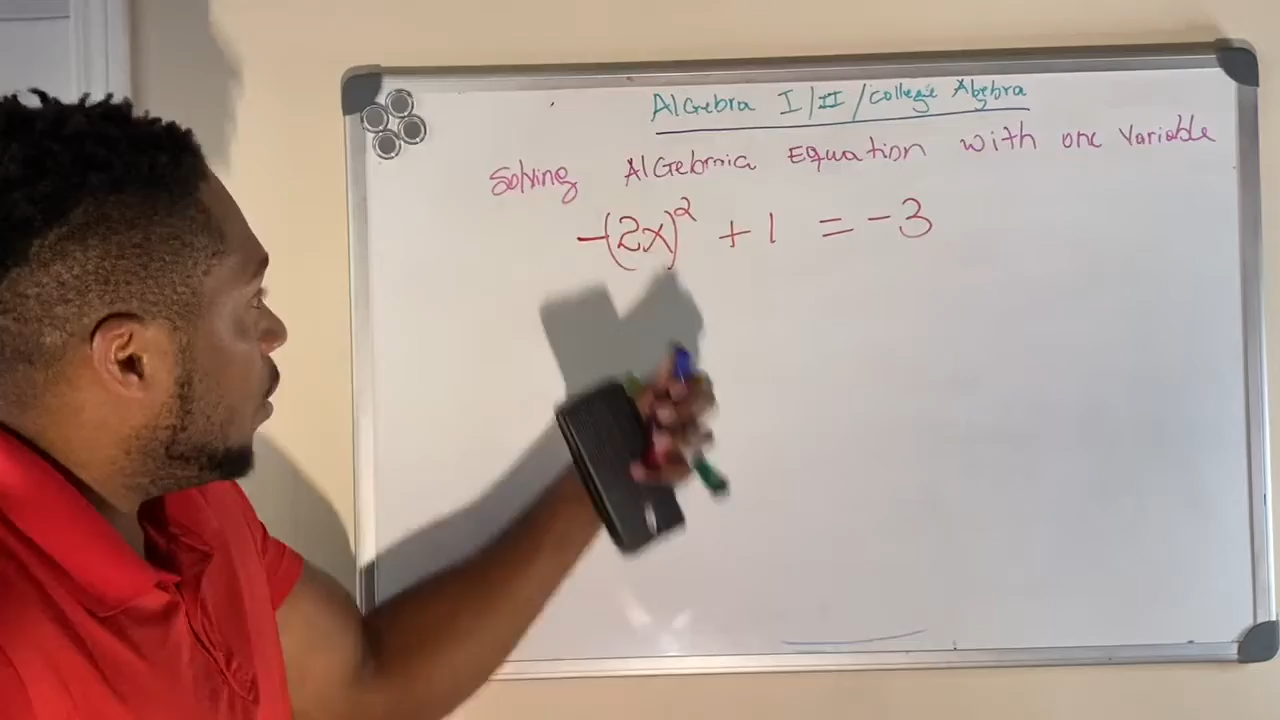 AlGebra I/II/college Algebra
Solving AlGebraic Equation with one Variable
-(2x)² + 1 = -3